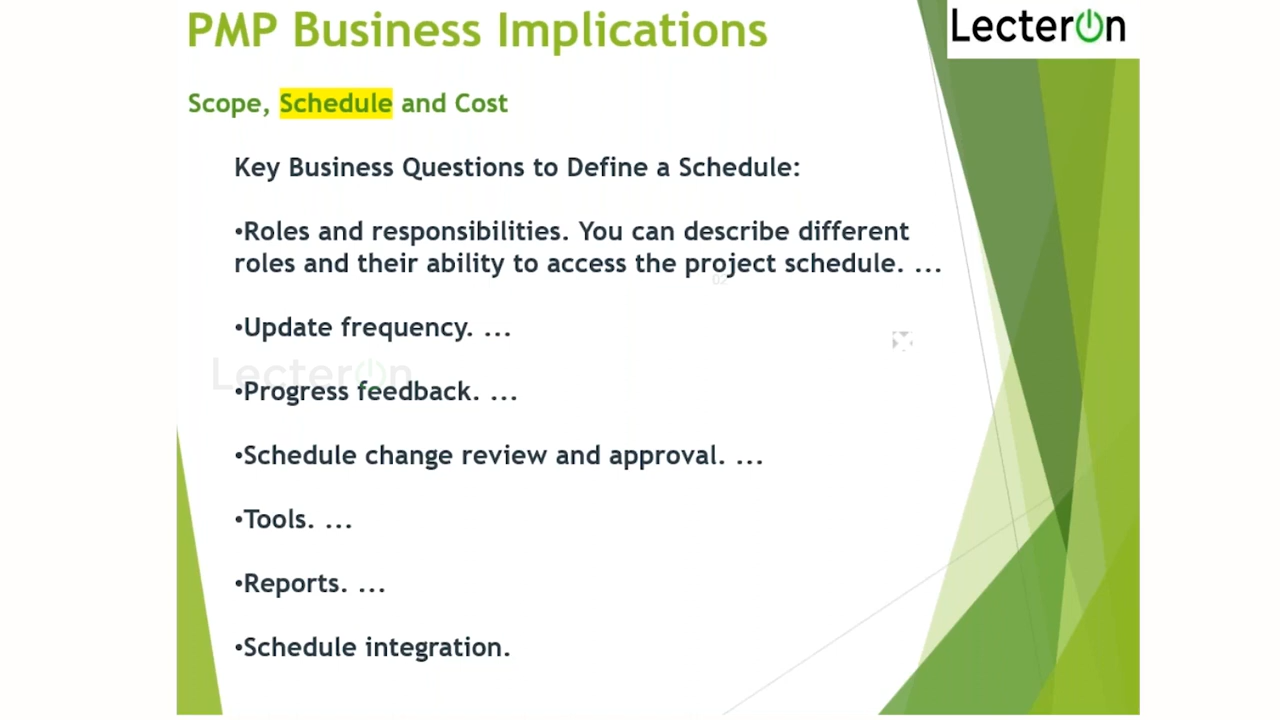 PMP Business Implications
LecterOn
Scope, Schedule and Cost
Key Business Questions to Define a Schedule:
•Roles and responsibilities. You can describe different
roles and their ability to access the project schedule. ...
02
•Update frequency. ...
LecterOn
•Progress feedback. ...
•Schedule change review and approval. ...
•Tools. ...
•Reports. ...
•Schedule integration.